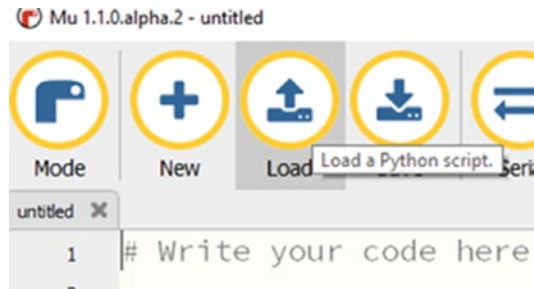 Mu 1.1.0.alpha.2 - untitled
Mode New Load
Load a Python script.
untitled
1 # Write your code here